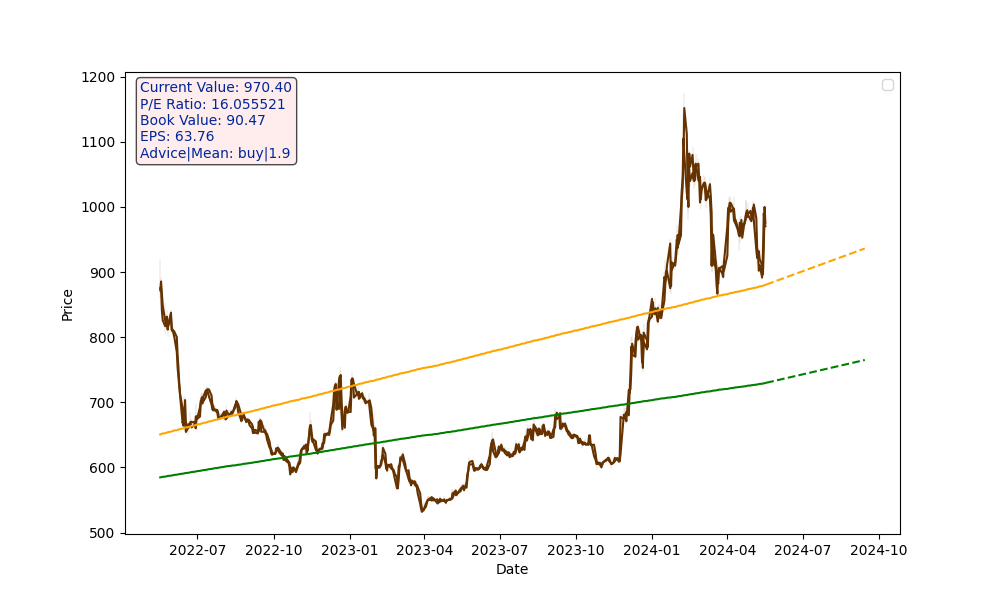 Current Value: 970.40
P/E Ratio: 16.055521
Book Value: 90.47
EPS: 63.76
Advice|Mean: buy|1.9
1200
1100
1000
900
800
700
600
500
Price
2022-07 2022-10 2023-01 2023-04 2023-07 2023-10 2024-01 2024-04 2024-07 2024-10
Date